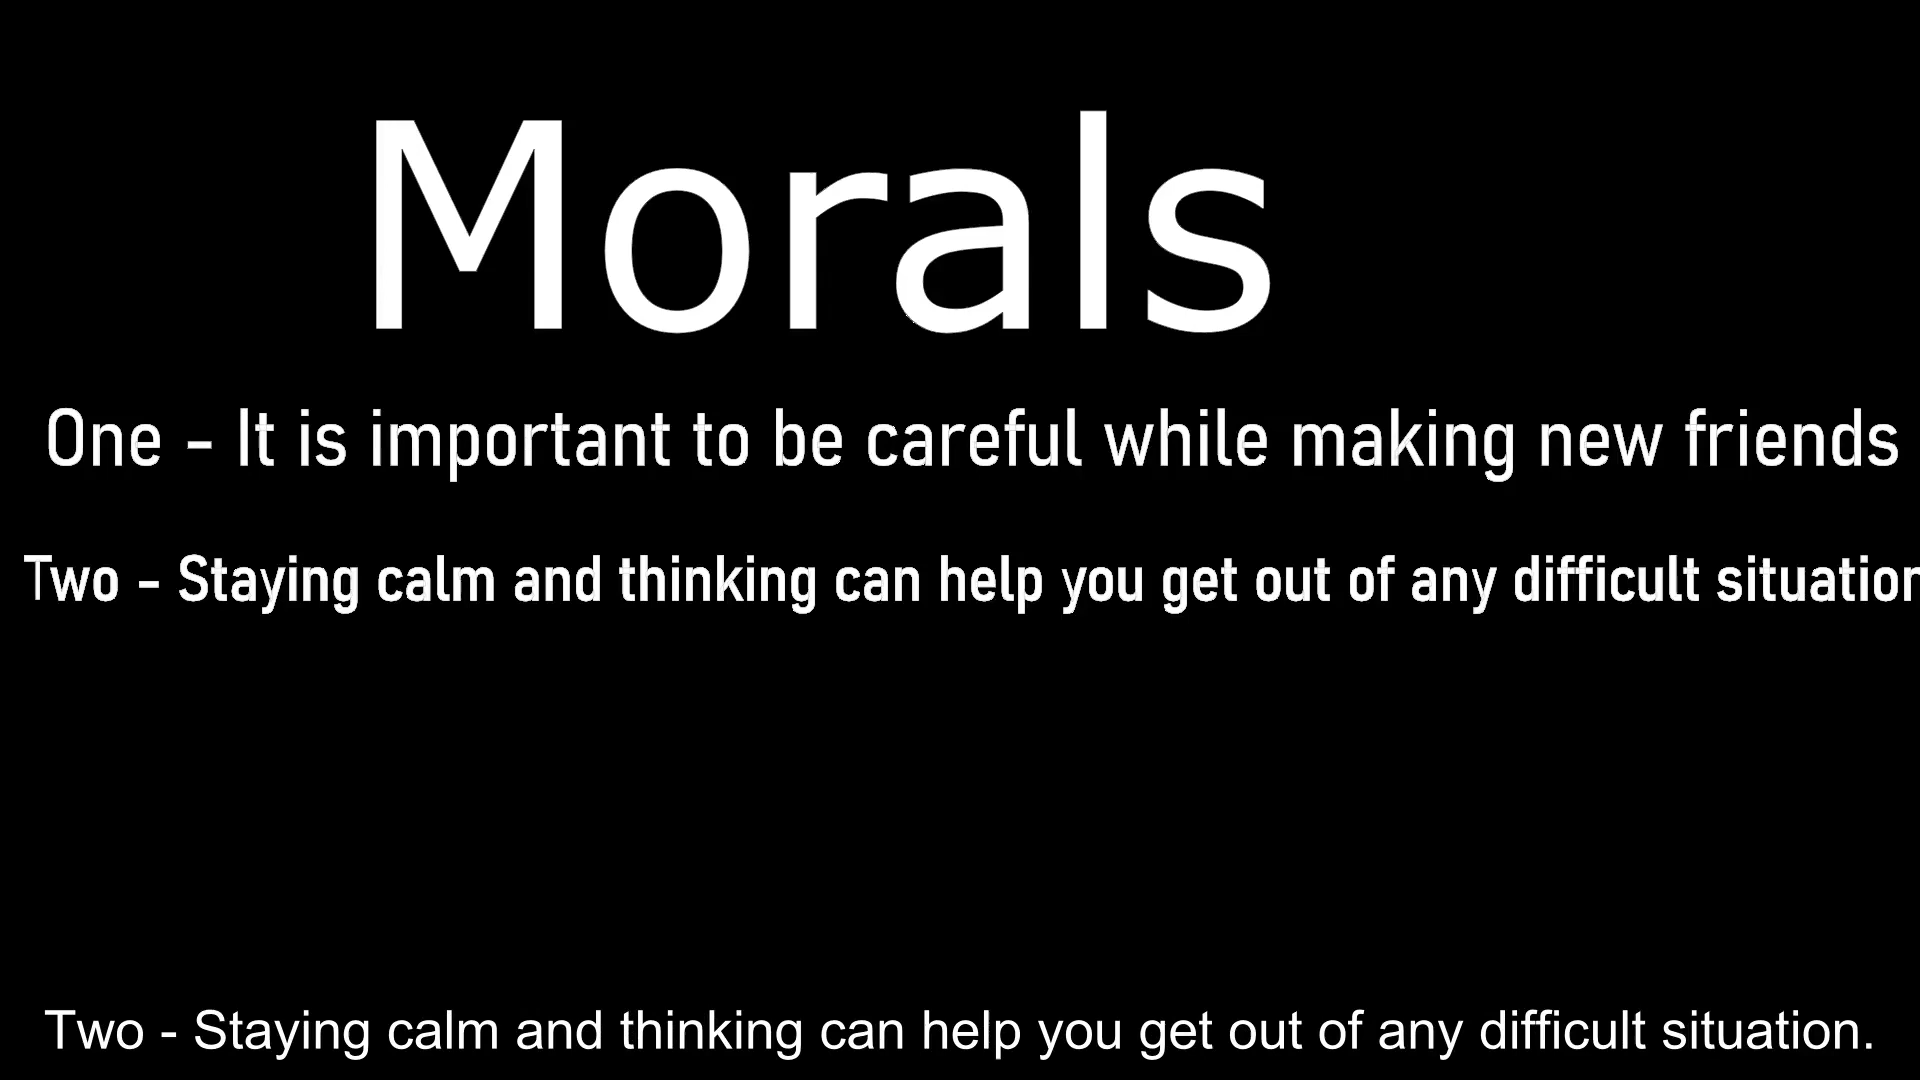 Morals
One - It is important to be careful while making new friends
Two - Staying calm and thinking can help you get out of any difficult situation
Two - Staying calm and thinking can help you get out of any difficult situation.